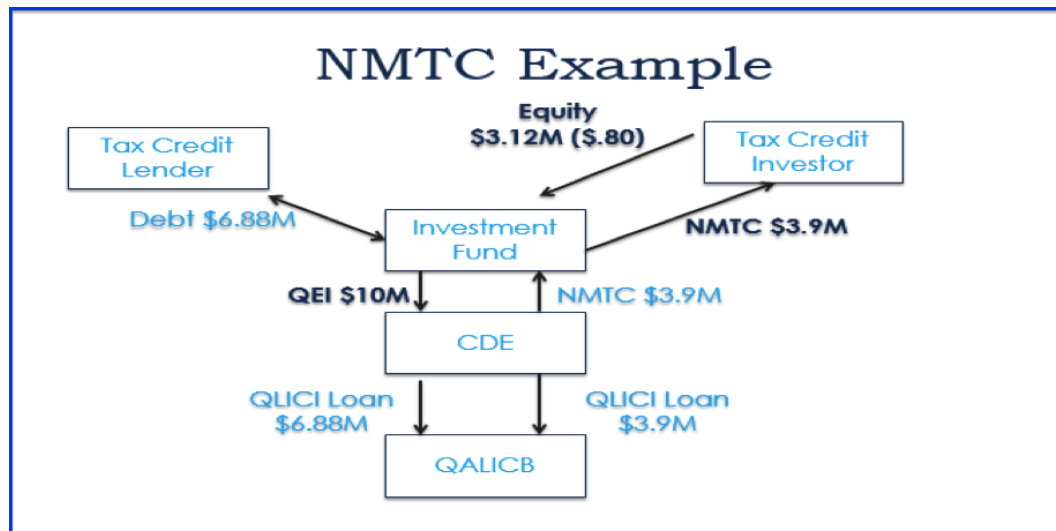 NMTC Example
Equity
$3.12M ($.80)
Tax Credit
Lender
Tax Credit
Investor
Debt $6.88M
Investment
Fund
NMTC $3.9M
QEI $10M
NMTC $3.9M
CDE
QLICI Loan
$6.88M
QLICI Loan
$3.9M
QALICB